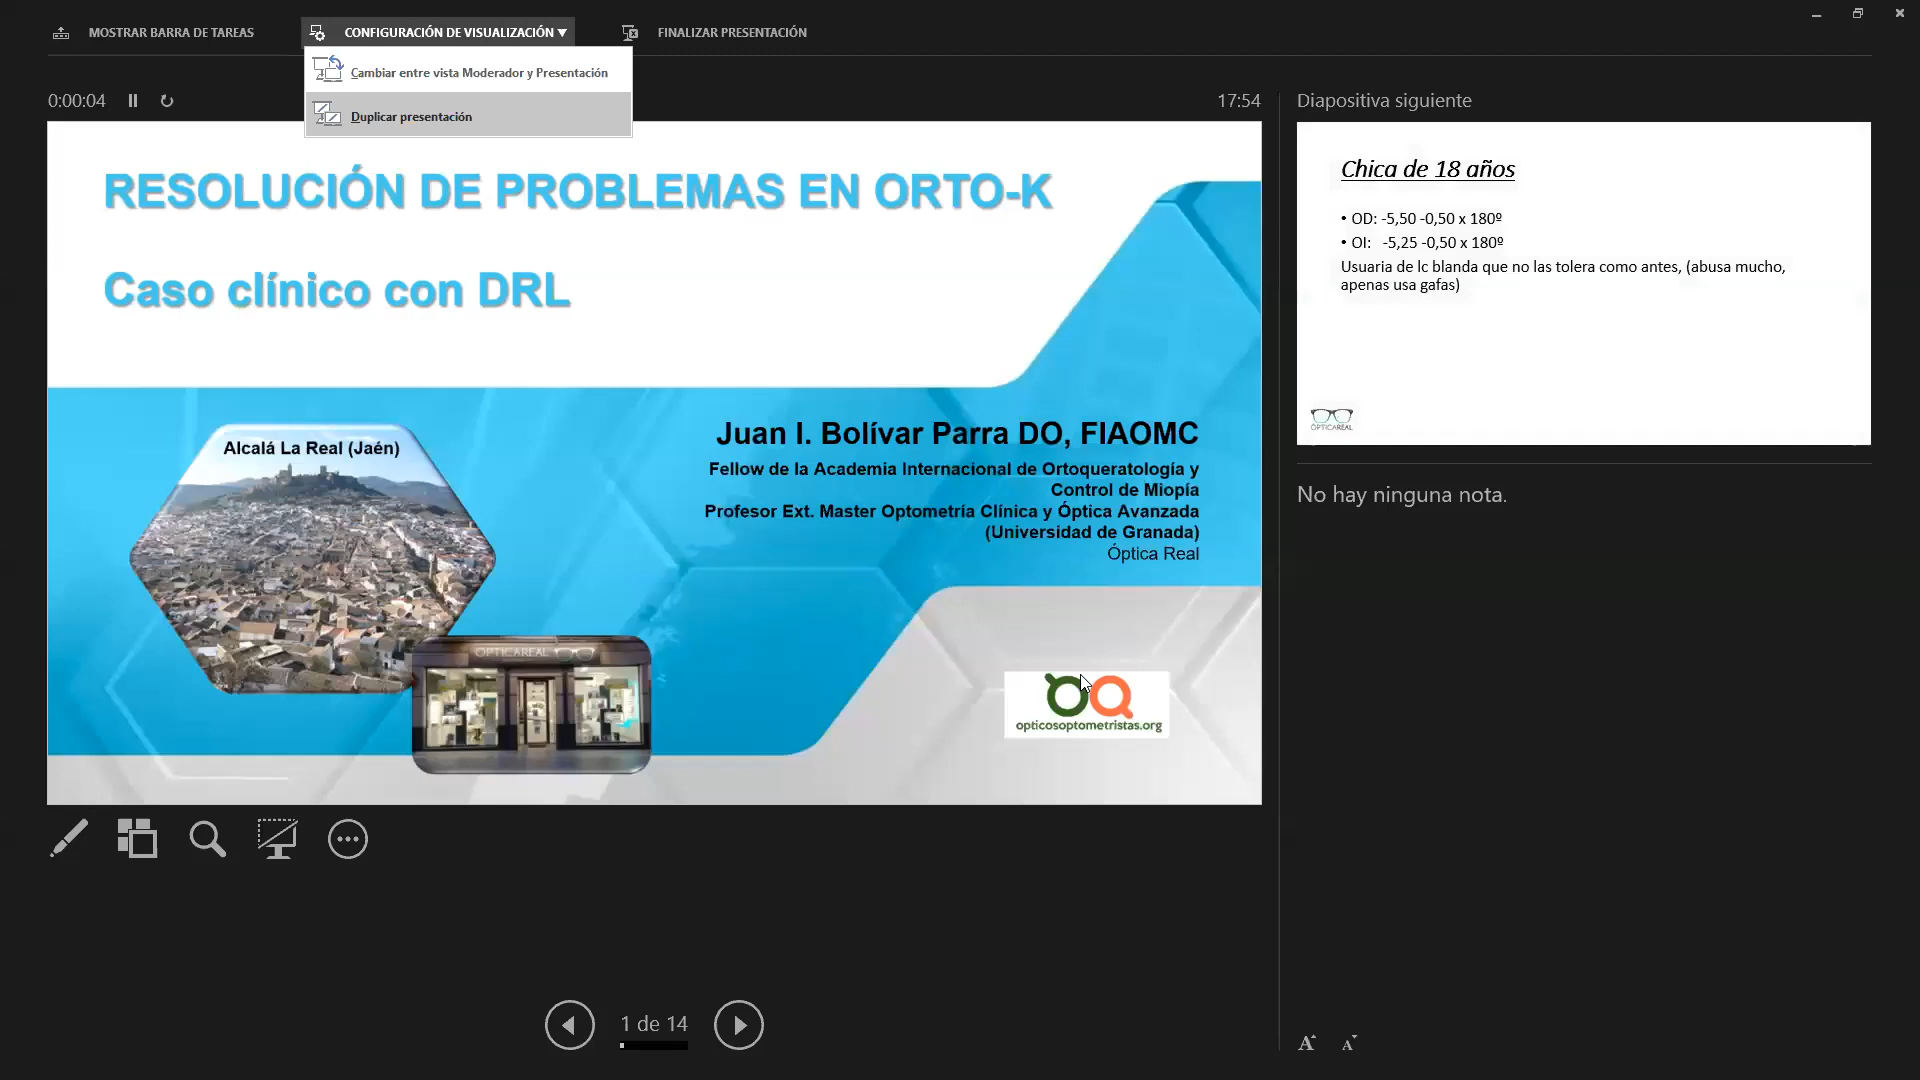 MOSTRAR BARRA DE TAREAS
CONFIGURACIÓN DE VISUALIZACIÓN ▼
FINALIZAR PRESENTACIÓN
Cambiar entre vista Moderador y Presentación
Duplicar presentación
0:00:04
17:54
RESOLUCIÓN DE PROBLEMAS EN ORTO-K
Caso clínico con DRL
Alcalá La Real (Jaén)
Juan I. Bolívar Parra DO, FIAOMC
Fellow de la Academia Internacional de Ortoqueratología y
Control de Miopía
Profesor Ext. Master Optometría Clínica y Óptica Avanzada
(Universidad de Granada)
Óptica Real
OPTICAREAL
opticosoptometristas.org
1 de 14
Diapositiva siguiente
Chica de 18 años
• OD: -5,50 -0,50 x 180º
• OI: -5,25 -0,50 x 180º
Usuaria de lc blanda que no las tolera como antes, (abusa mucho,
apenas usa gafas)
OPTICAREAL
No hay ninguna nota.
A A